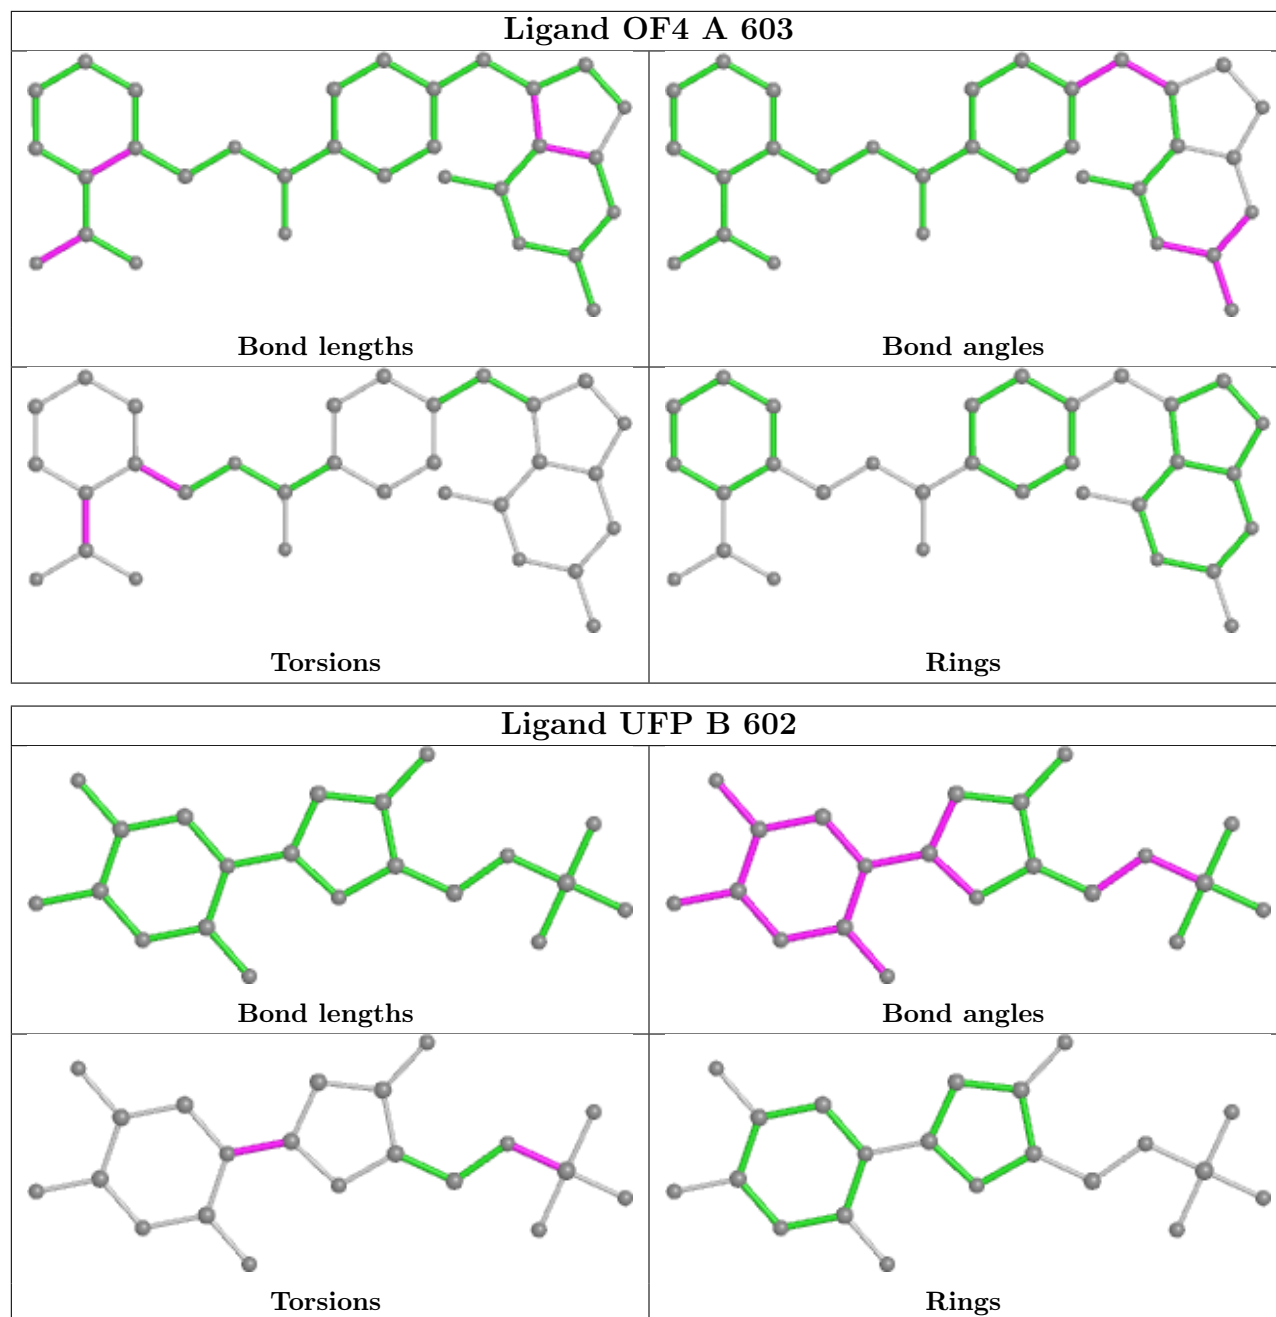 Ligand OF4 A 603
Bond lengths
Bond angles
Torsions
Rings
Ligand UFP B 602
Bond lengths
Bond angles
Torsions
Rings